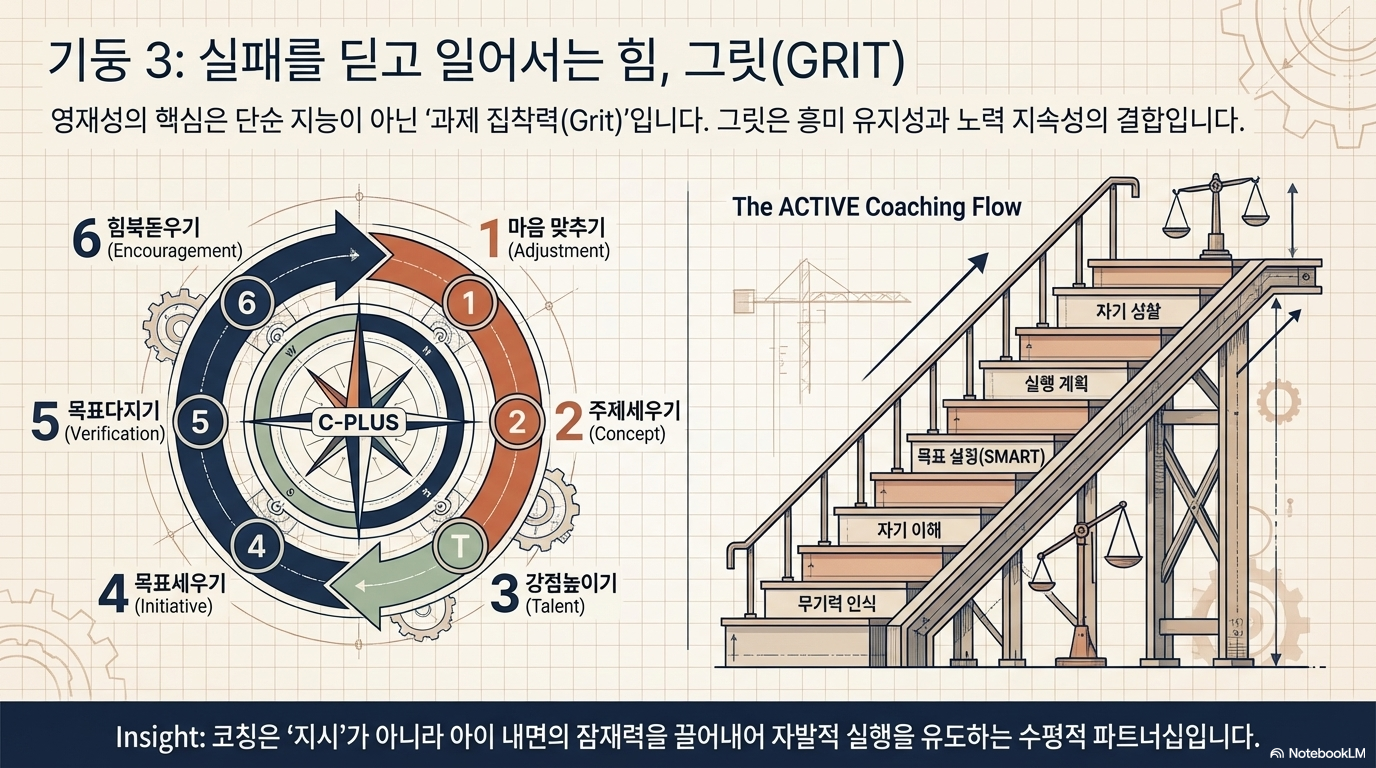 기둥 3: 실패를 딛고 일어서는 힘, 그릿(GRIT)
영재성의 핵심은 단순 지능이 아닌 ‘과제 집착력(Grit)’입니다. 그릿은 흥미 유지성과 노력 지속성의 결합입니다.
6 힘북돋우기
(Encouragement)
1 마음 맞추기
(Adjustment)
6
1
5 목표다지기
(Verification)
5
C-PLUS
2
2 주제세우기
(Concept)
4
T
4 목표세우기
(Initiative)
3 강점높이기
(Talent)
The ACTIVE Coaching Flow
자기
실행 계획
목표 (SMART)
자기 이해
무기력 인식
Insight: 코칭은 ‘지시’가 아니라 아이 내면의 잠재력을 끌어내어 자발적 실행을 유도하는 수평적 파트너십입니다.
NotebookLM